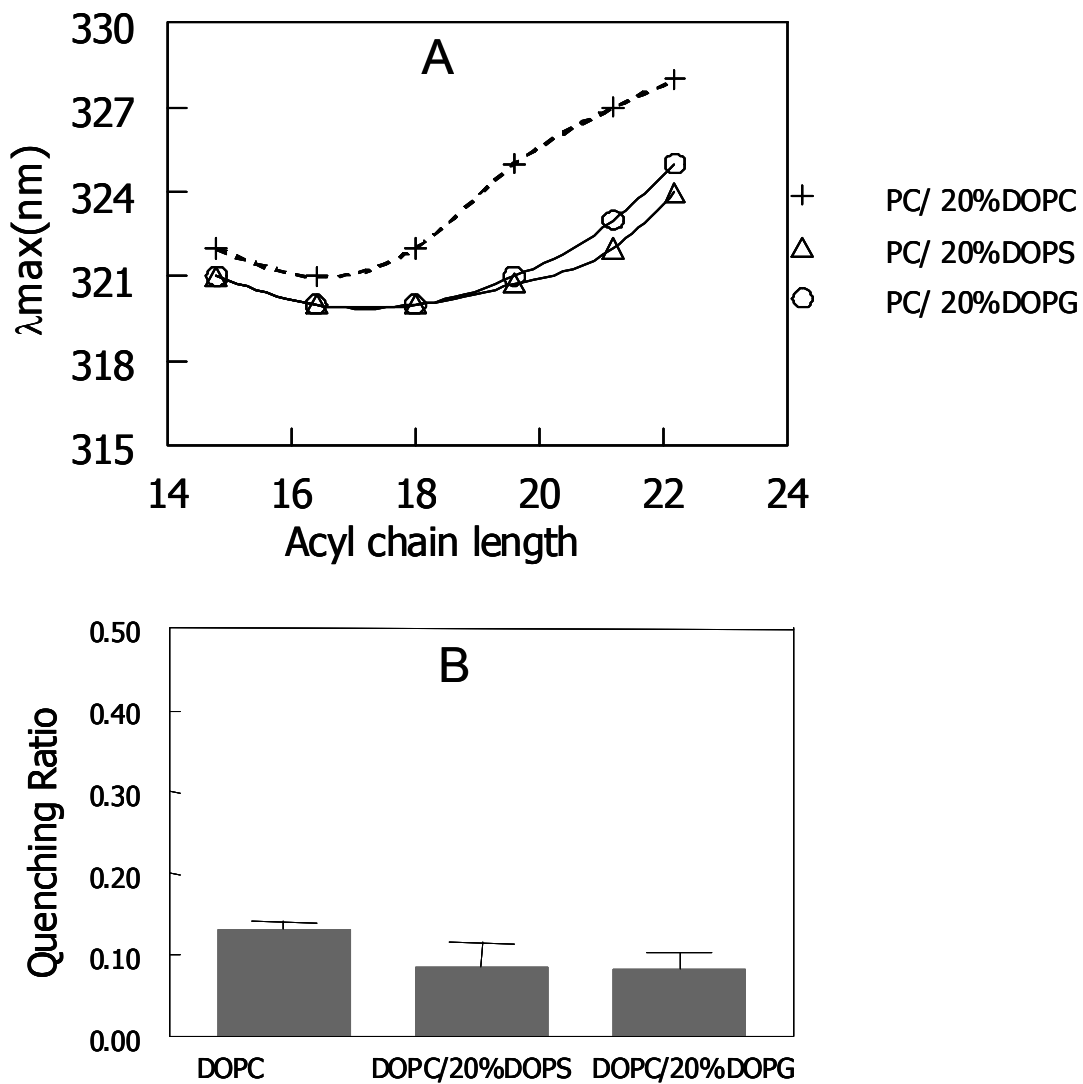 A
330
327
324
321
318
315
λmax(nm)
14 16 18 20 22 24
Acyl chain length
PC/ 20%DOPC
PC/ 20%DOPS
PC/ 20%DOPG
B
0.50
0.40
0.30
0.20
0.10
0.00
Quenching Ratio
DOPC DOPC/20%DOPS DOPC/20%DOPG